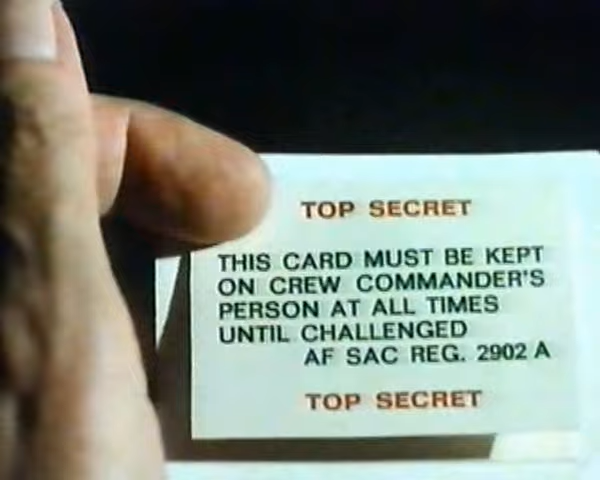 TOP SECRET
THIS CARD MUST BE KEPT
ON CREW COMMANDER'S
PERSON AT ALL TIMES
UNTIL CHALLENGED
AF SAC REG. 2902 A
TOP SECRET